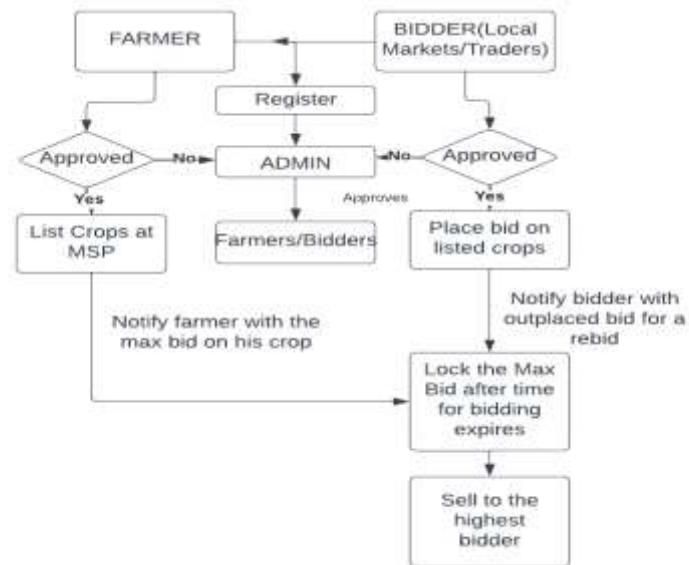 FARMER
BIDDER(Local
Markets/Traders)
Register
Approved
No
ADMIN
No
Approved
Yes
Approves
Yes
List Crops at
MSP
Farmers/Bidders
Place bid on
listed crops
Notify farmer with the
max bid on his crop
Notify bidder with
outplaced bid for a
rebid
Lock the Max
Bid after time
for bidding
expires
Sell to the
highest
bidder